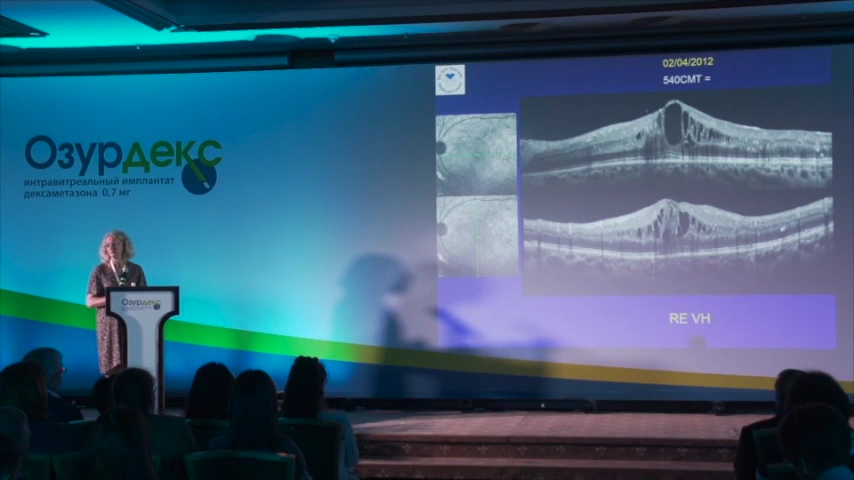 Озурдекс
интравитреальный имплантат
дексаметазона 0,7 мг
02/04/2012
540CMT =
RE VH
Озурдекс